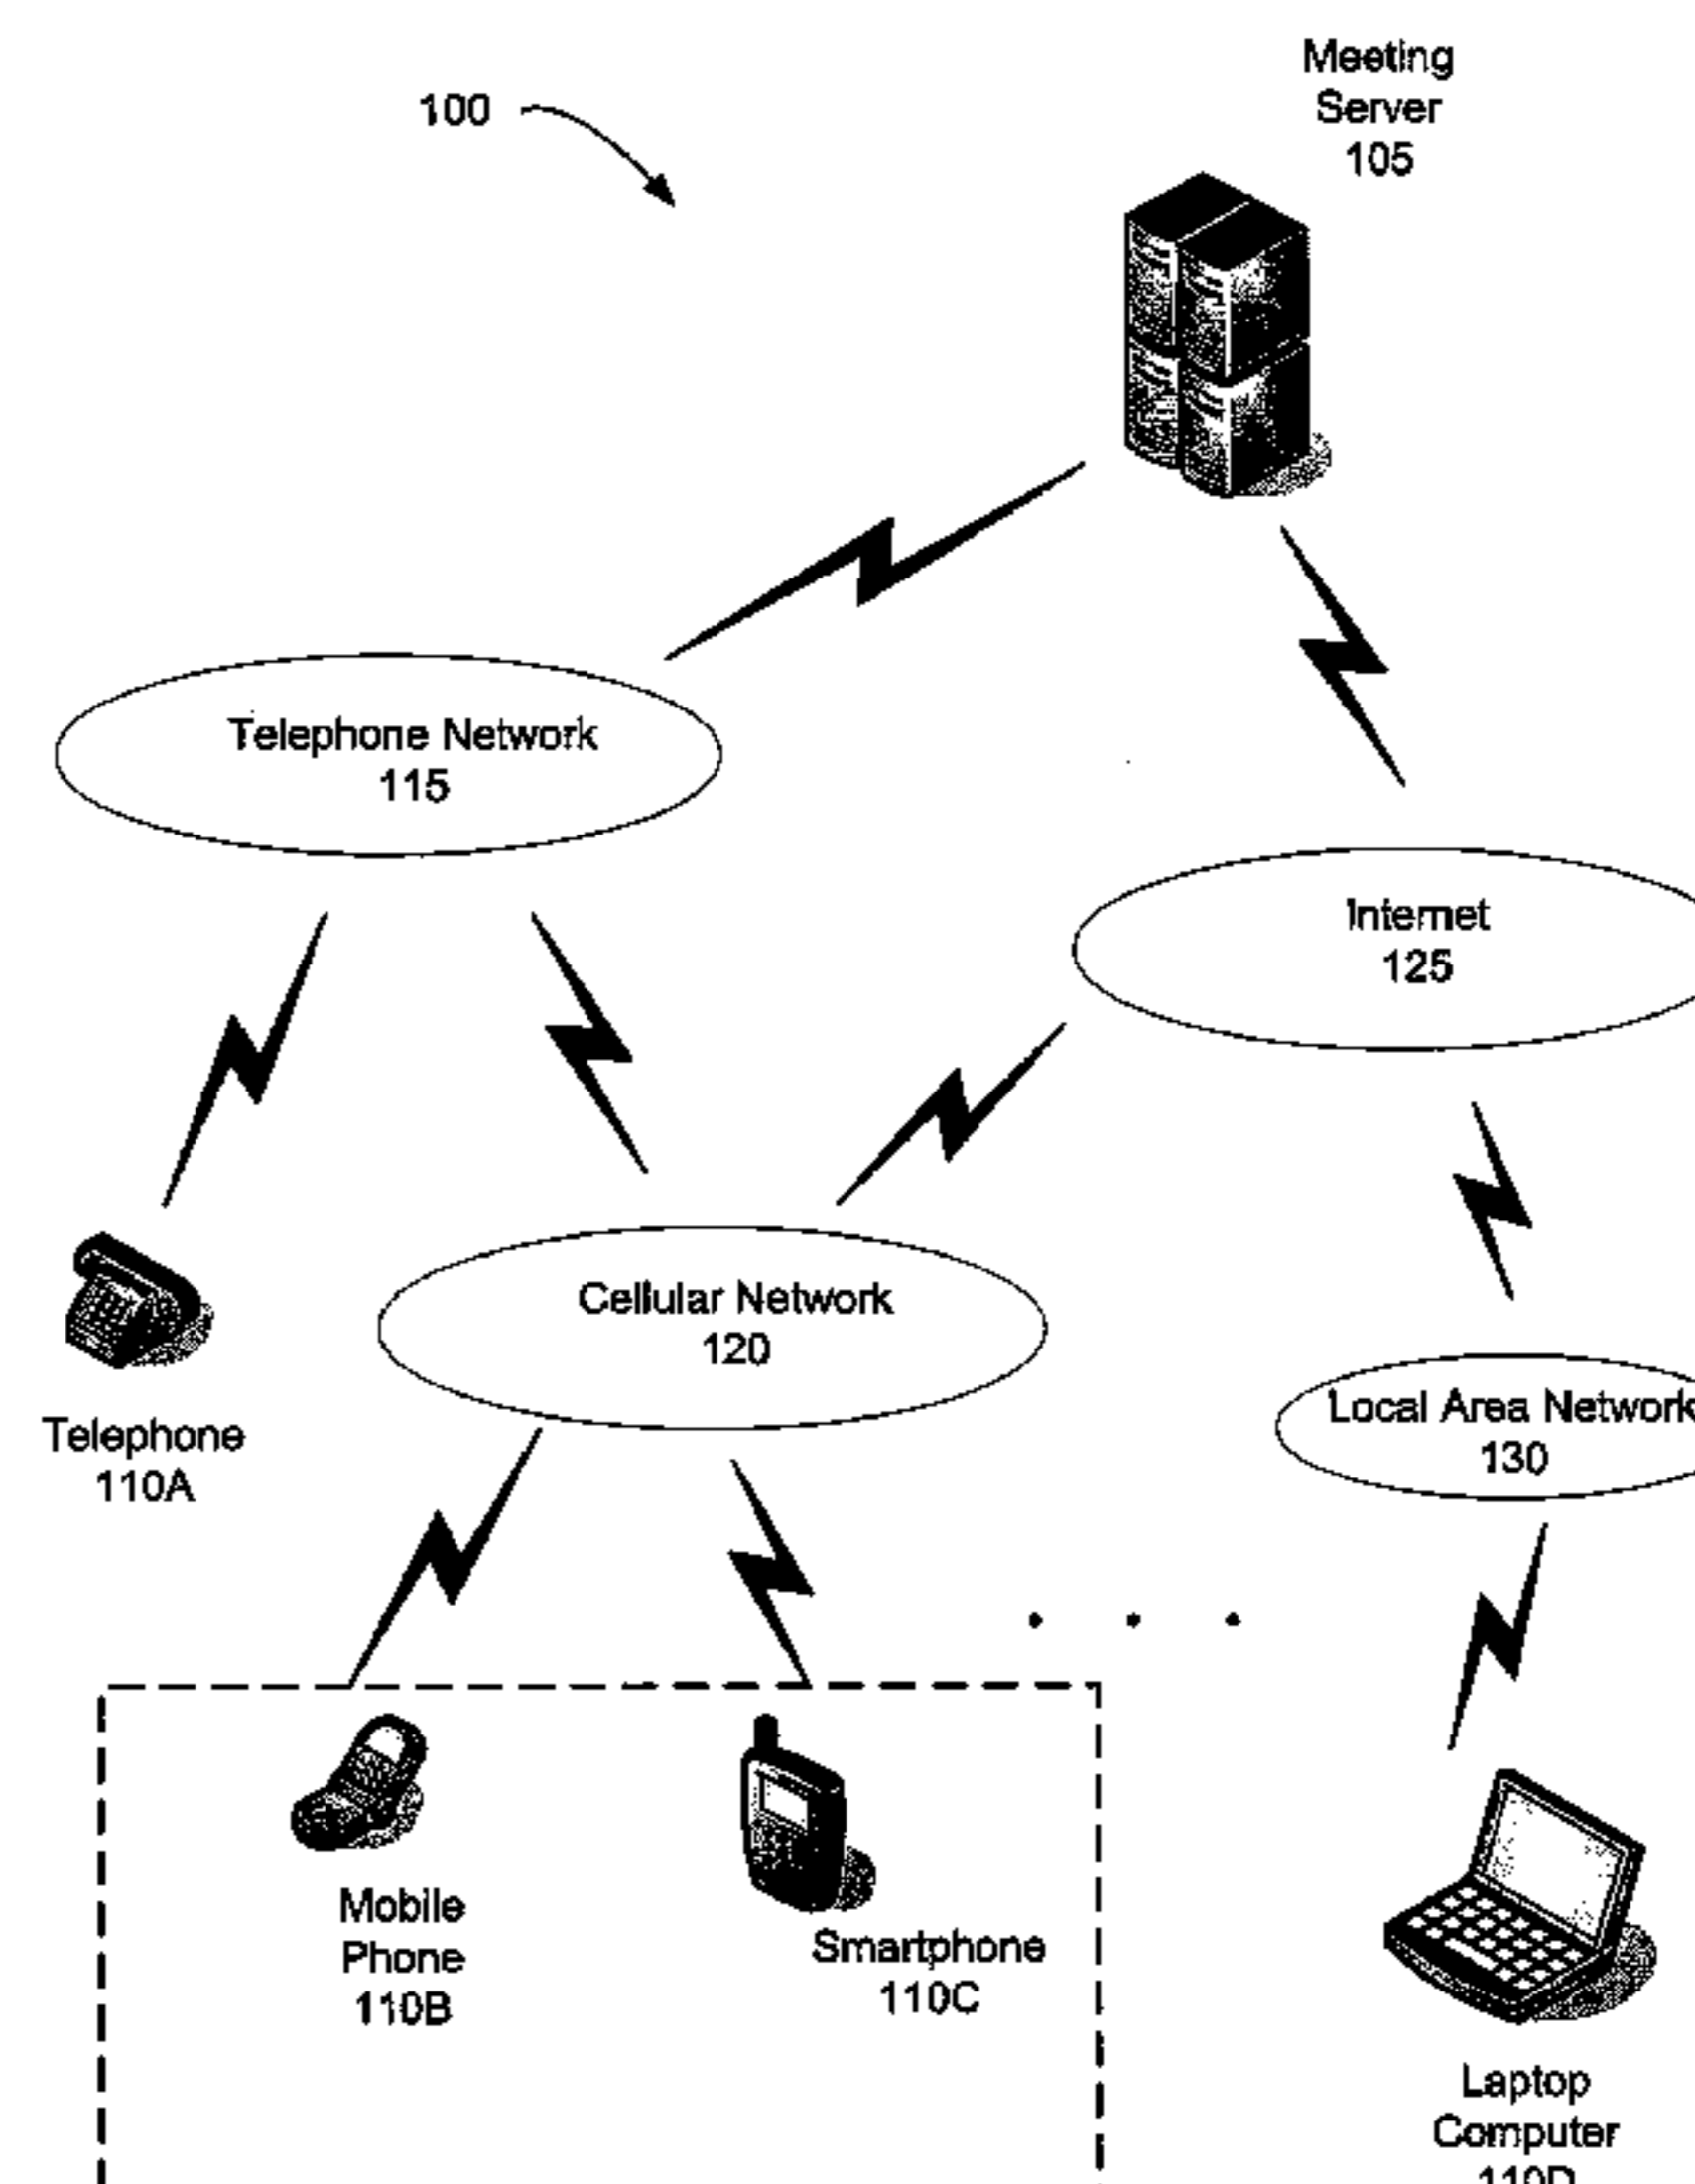 Meeting
Server
105
100
Telephone Network
115
Internet
125
Cellular Network
120
Local Area Network
130
Telephone
110A
Mobile
Phone
110B
Smartphone
110C
Laptop
Computer
110D